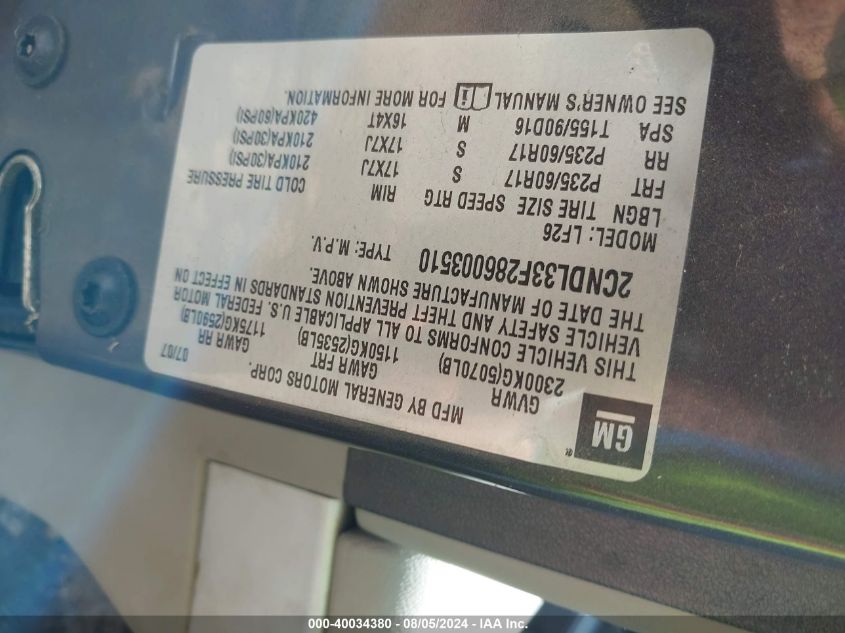 GM
®
MFD BY GENERAL MOTORS CORP.
07/07
GVWR GAWR FRT GAWR RR
2300KG(5070LB) 1150KG(2535LB) 1175KG(2590LB)
THIS VEHICLE CONFORMS TO ALL APPLICABLE U.S. FEDERAL MOTOR
VEHICLE SAFETY AND THEFT PREVENTION STANDARDS IN EFFECT ON
THE DATE OF MANUFACTURE SHOWN ABOVE.
2CNDL33F286003510 TYPE: M.P.V.
MODEL: LF26
LBGN TIRE SIZE SPEED RTG RIM COLD TIRE PRESSURE
FRT P235/60R17 S 17X7J 210KPA(30PSI)
RR P235/60R17 S 17X7J 210KPA(30PSI)
SPA T155/90D16 M 16X4T 420KPA(60PSI)
SEE OWNER'S MANUAL i FOR MORE INFORMATION.
000-40034380 - 08/05/2024 - IAA Inc.